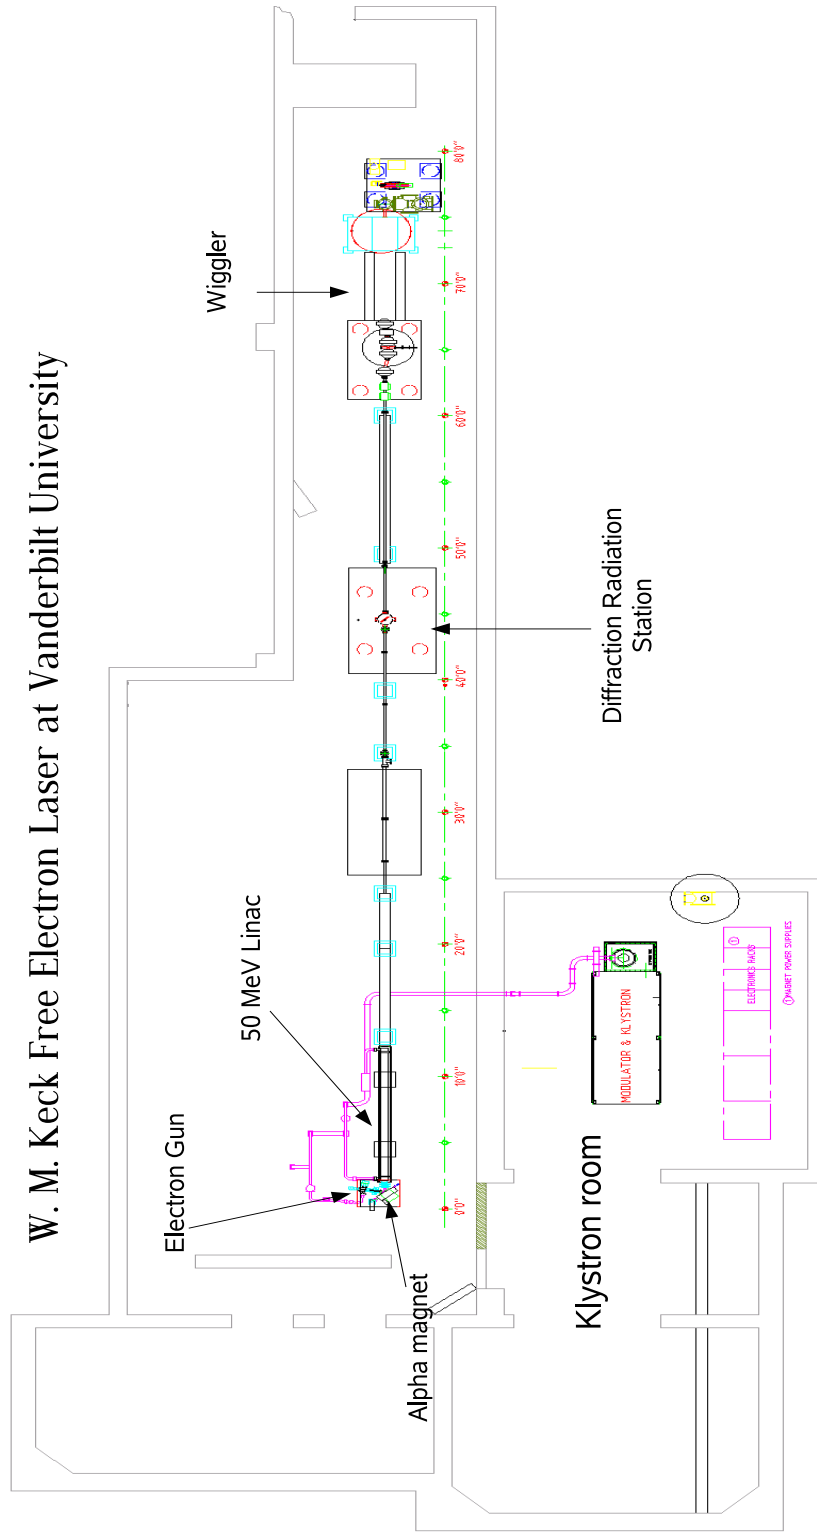 W. M. Keck Free Electron Laser at Vanderbilt University
Electron Gun
50 MeV Linac
Wiggler
Alpha magnet
Diffraction Radiation
Station
0'0"
10'0"
20'0"
30'0"
40'0"
50'0"
60'0"
70'0"
80'0"
Klystron room
MODULATOR & KLYSTRON
ELECTRONICS RACKS
1
1 MAGNET POWER SUPPLIES